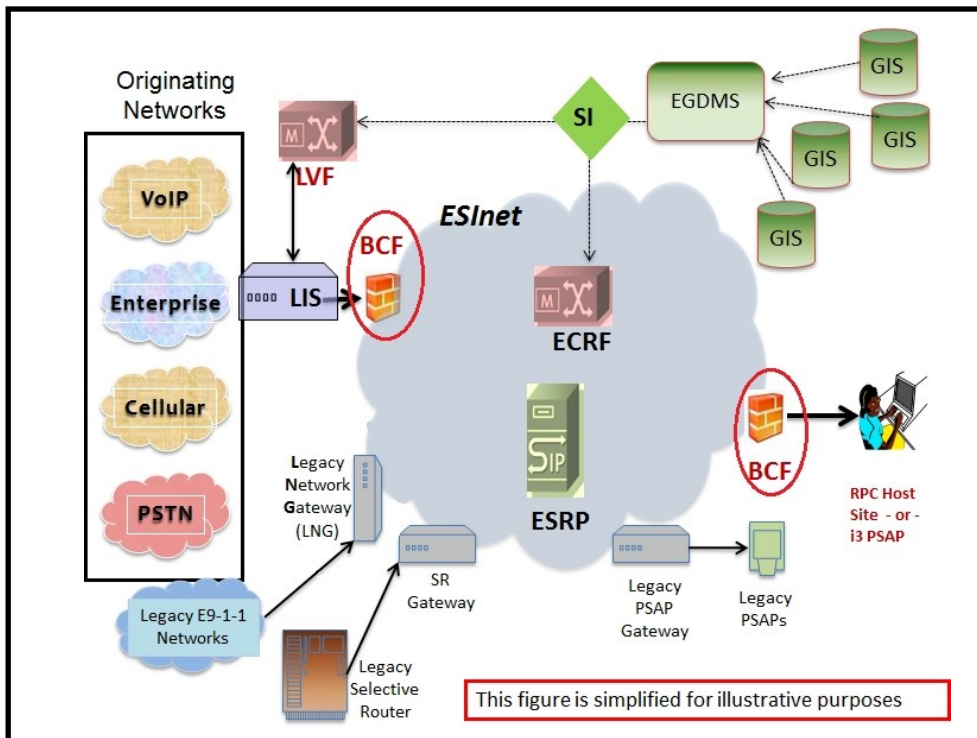 Originating
Networks
VoIP
Enterprise
Cellular
PSTN
Legacy E9-1-1
Networks
M
LVF
LIS
BCF
ESInet
SI
EGDMS
GIS
GIS
GIS
GIS
M
ECRF
SIP
ESRP
Legacy
Network
Gateway
(LNG)
SR
Gateway
Legacy
Selective
Router
Legacy
PSAP
Gateway
Legacy
PSAPs
BCF
RPC Host
Site - or -
i3 PSAP
This figure is simplified for illustrative purposes